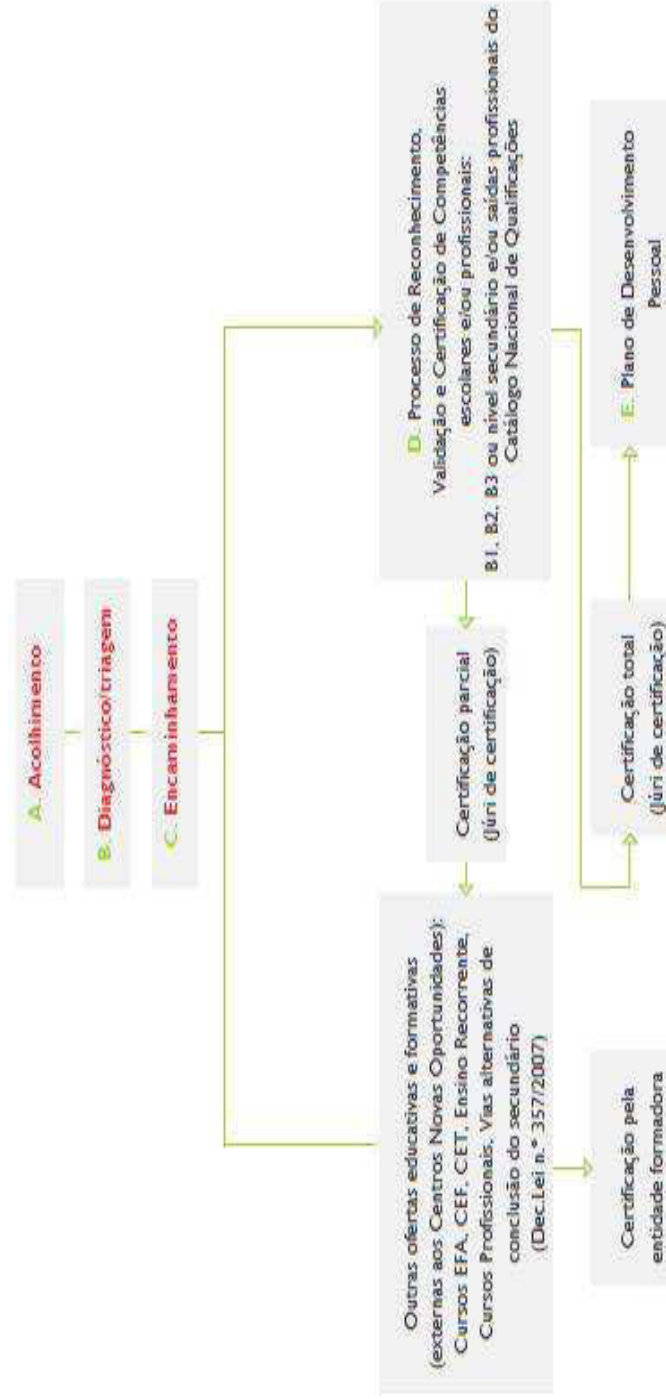 A. Acolhimento
B. Diagnóstico/triagem
C. Encaminhamento
Outras ofertas educativas e formativas
(externas aos Centros Novas Oportunidades):
Cursos EFA, CEF, CET, Ensino Recorrente,
Cursos Profissionais, Vias alternativas de
conclusão do secundário
(Dec.Lei n.º 357/2007)
Certificação parcial
(Júri de certificação)
D. Processo de Reconhecimento,
Validação e Certificação de Competências
escolares e/ou profissionais:
B1, B2, B3 ou nível secundário e/ou saídas profissionais do
Catálogo Nacional de Qualificações
Certificação pela
entidade formadora
Certificação total
(Júri de certificação)
E. Plano de Desenvolvimento
Pessoal